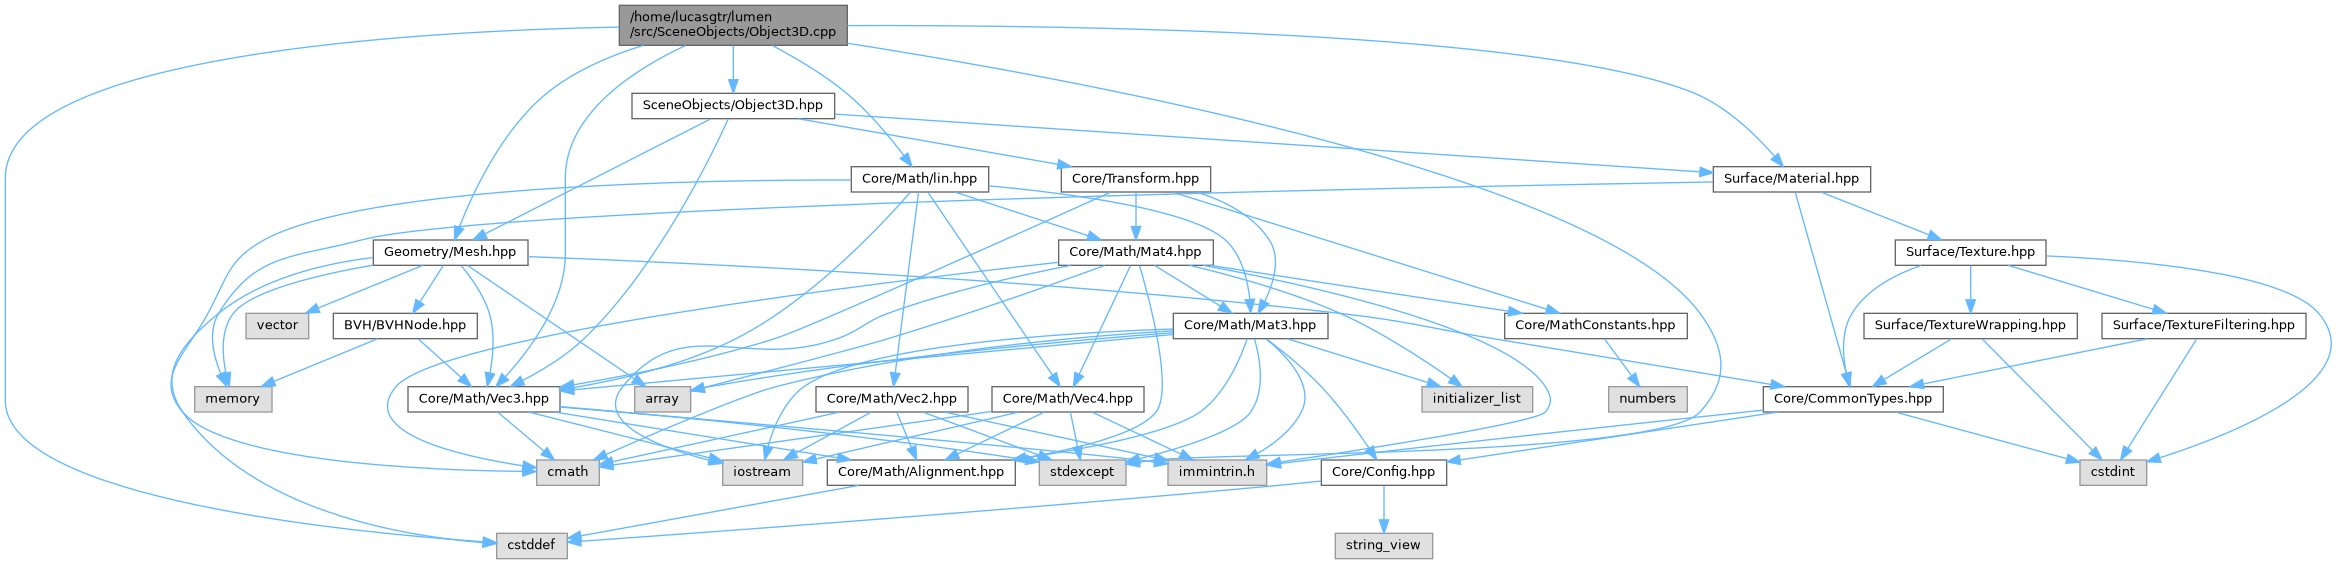 /home/lucasgtr/lumen
/src/SceneObjects/Object3D.cpp
SceneObjects/Object3D.hpp
Core/Math/lin.hpp
Core/Transform.hpp
Surface/Material.hpp
Geometry/Mesh.hpp
Core/Math/Mat4.hpp
Surface/Texture.hpp
vector
BVH/BVHNode.hpp
Core/Math/Mat3.hpp
Core/MathConstants.hpp
Surface/TextureWrapping.hpp
Surface/TextureFiltering.hpp
memory
Core/Math/Vec3.hpp
array
Core/Math/Vec2.hpp
Core/Math/Vec4.hpp
initializer_list
numbers
Core/CommonTypes.hpp
cmath
iostream
Core/Math/Alignment.hpp
stdexcept
immintrin.h
Core/Config.hpp
cstdint
cstddef
string_view